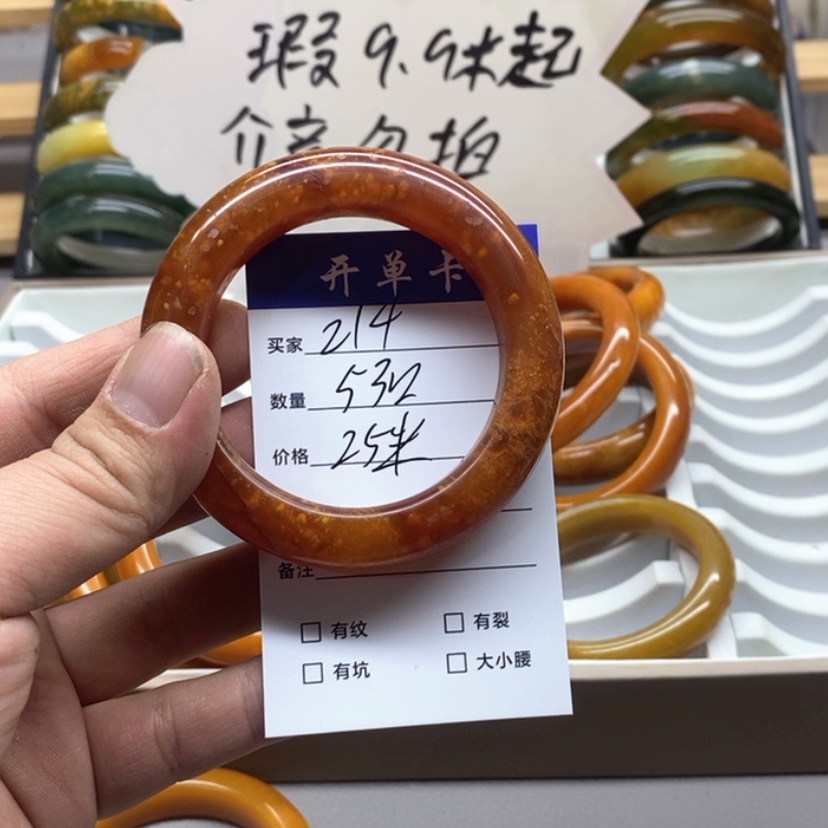 瑕9.9米起
介意勿拍
开单卡
买家 214
数量 532
价格 25米
备注
有纹 有裂
有坑 大小腰